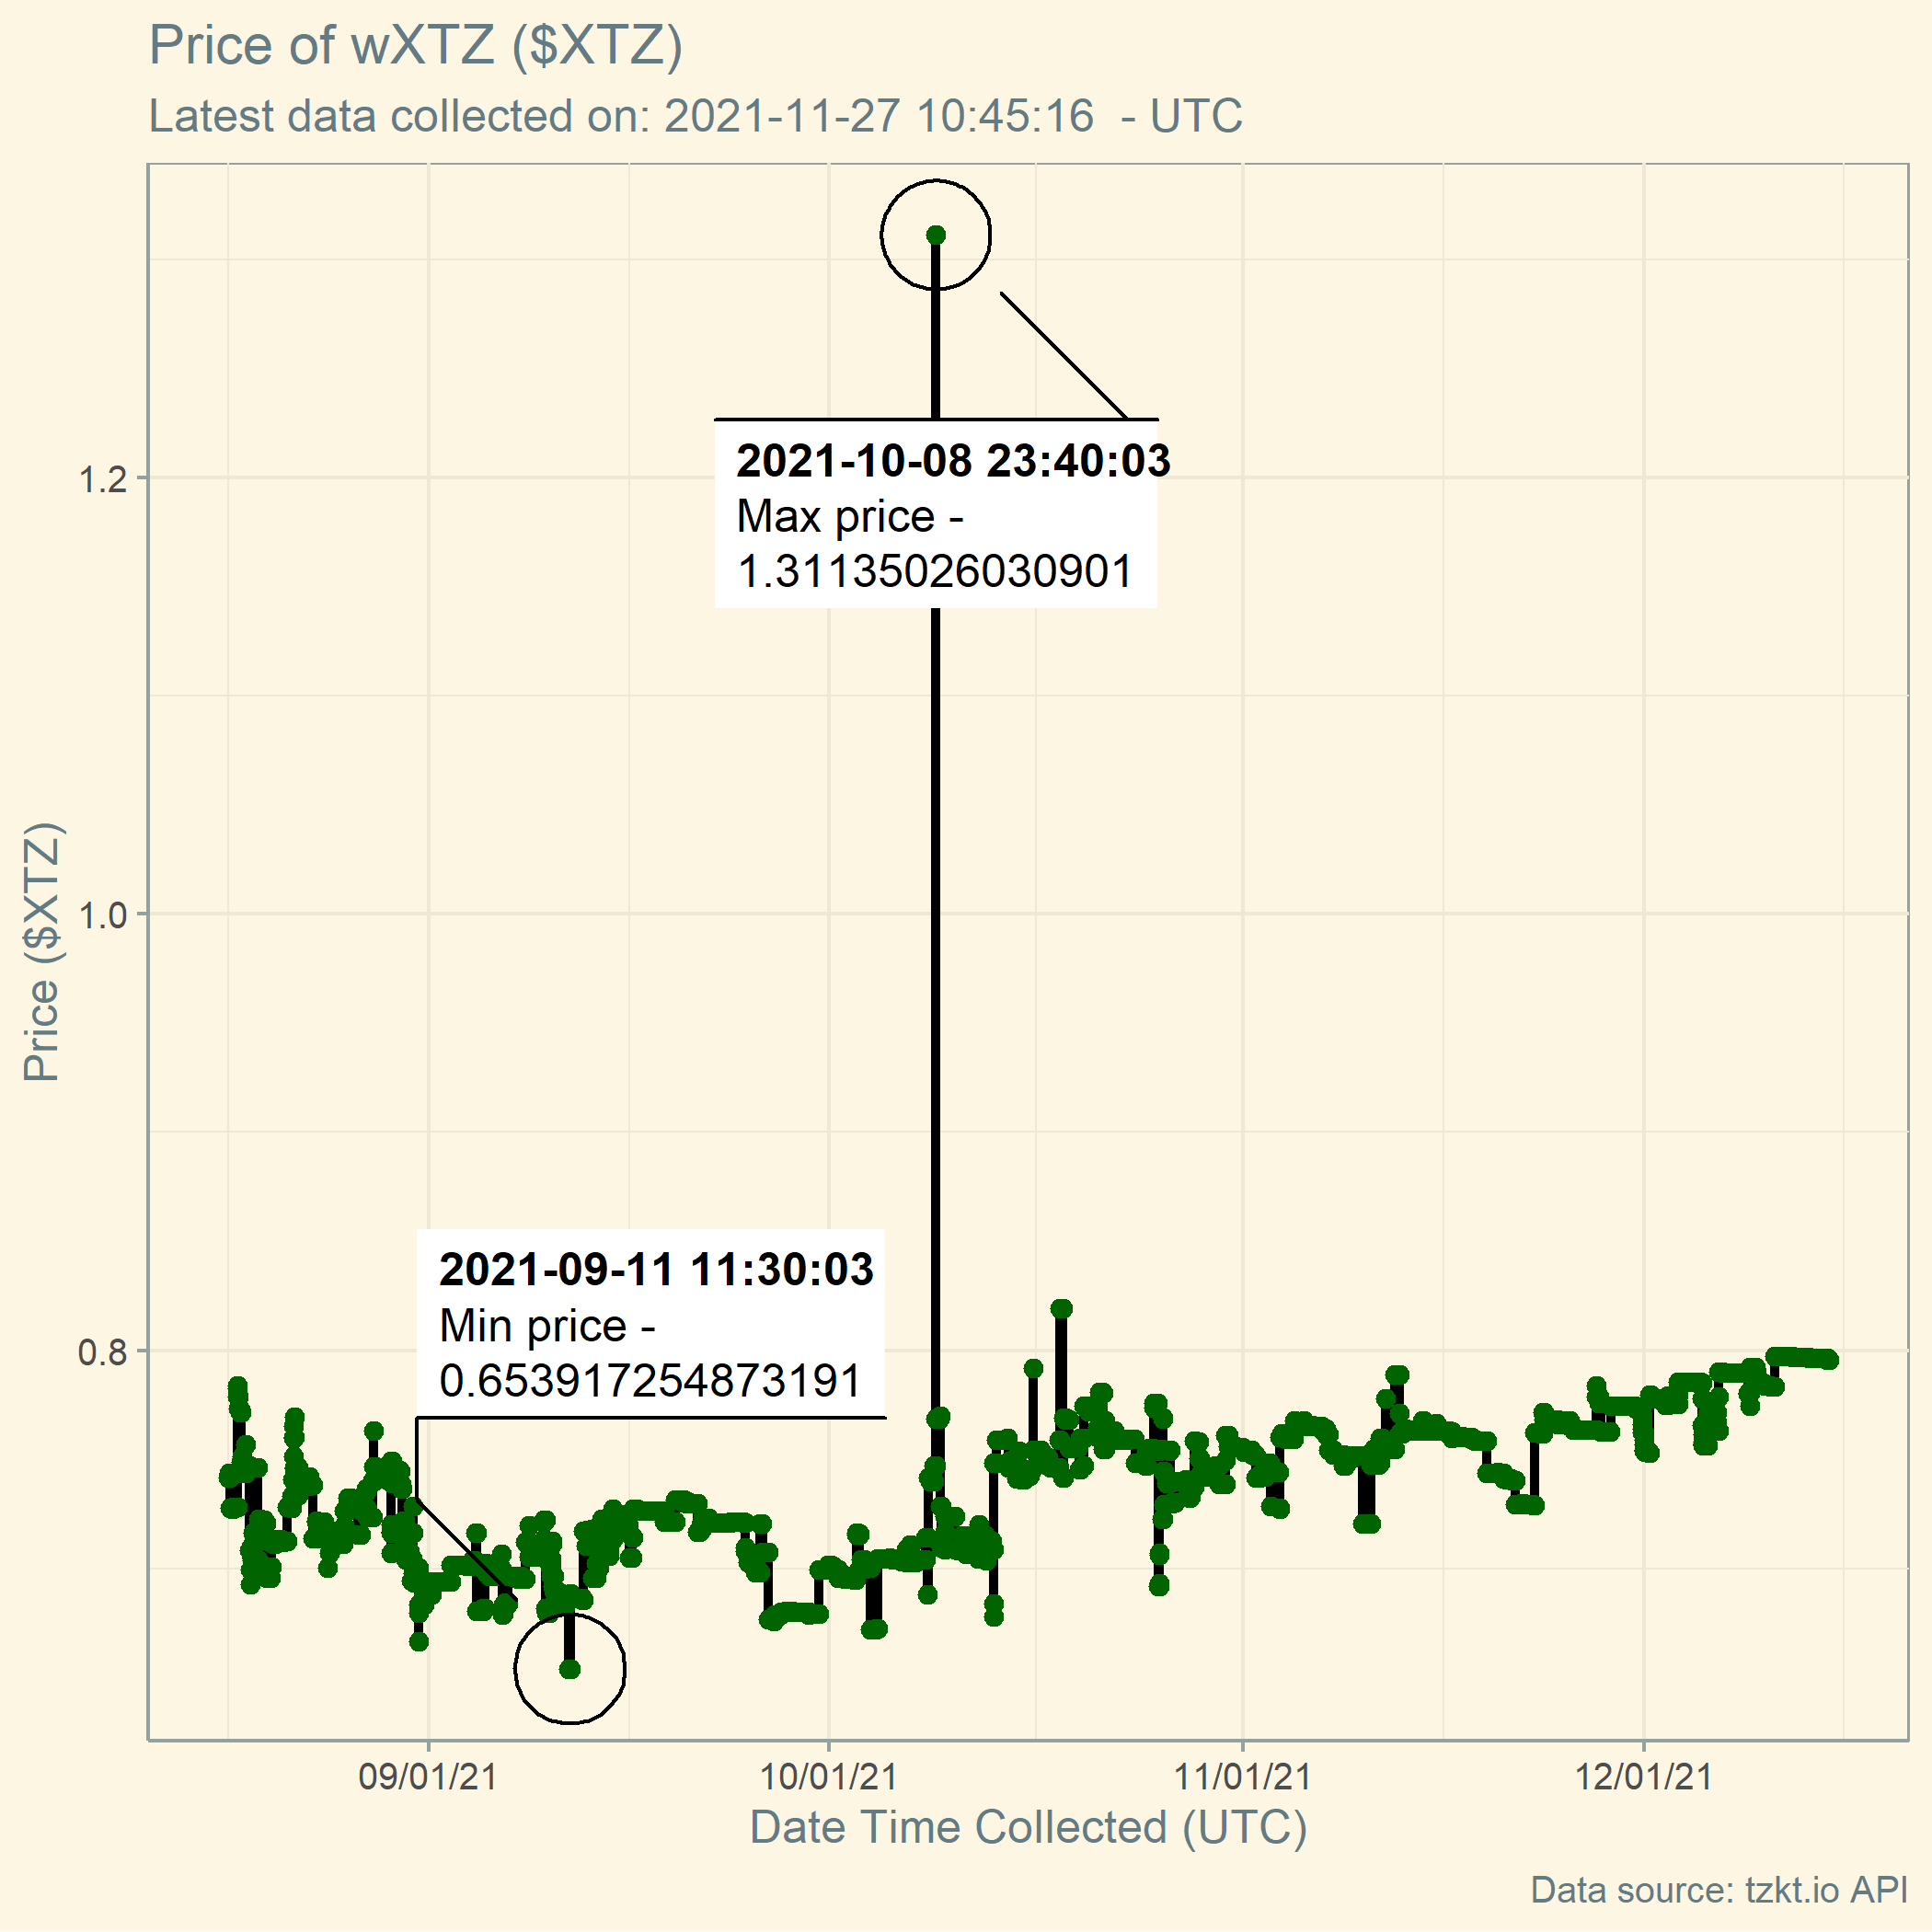 Price of wXTZ ($XTZ)
Latest data collected on: 2021-11-27 10:45:16  - UTC
2021-10-08 23:40:03
Max price -
1.31135026030901
1.2
1.0
Price ($XTZ)
2021-09-11 11:30:03
Min price -
0.653917254873191
0.8
09/01/21 10/01/21 11/01/21 12/01/21
Date Time Collected (UTC)
Data source: tzkt.io API